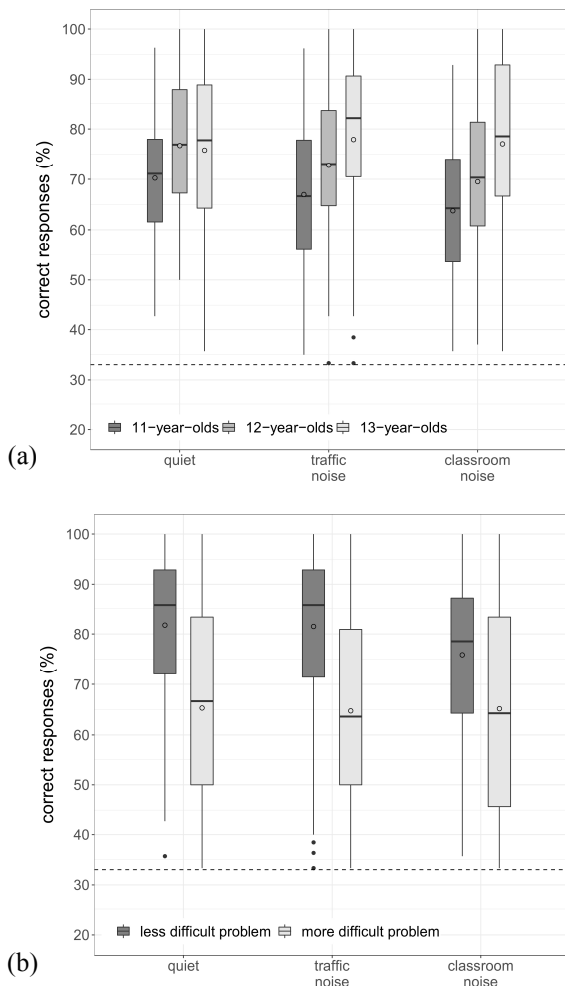 100
90
80
70
60
50
40
30
20
correct responses (%)
11−year−olds 12−year−olds 13−year−olds
(a)
quiet traffic noise classroom noise
100
90
80
70
60
50
40
30
20
correct responses (%)
less difficult problem more difficult problem
(b)
quiet traffic noise classroom noise